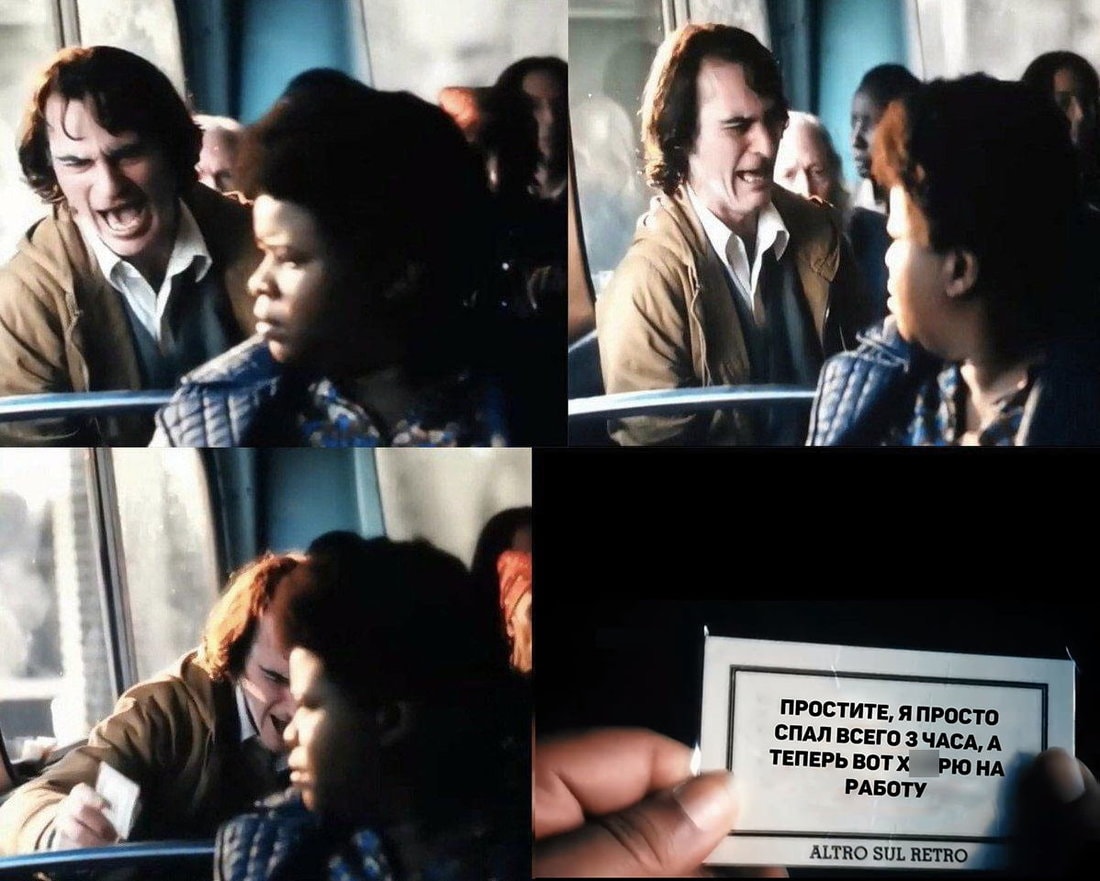 ПРОСТИТЕ, Я ПРОСТО
СПАЛ ВСЕГО 3 ЧАСА, А
ТЕПЕРЬ ВОТ НА
РАБОТУ
ALTRO SUL RETRO